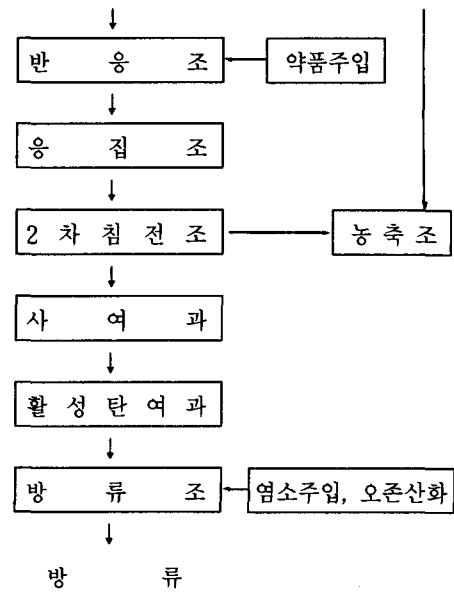 반 응 조
약품주입
응 집 조
2 차 침 전 조
농 축 조
사 여 과
활 성 탄 여 과
방 류 조
염소주입, 오존산화
방 류